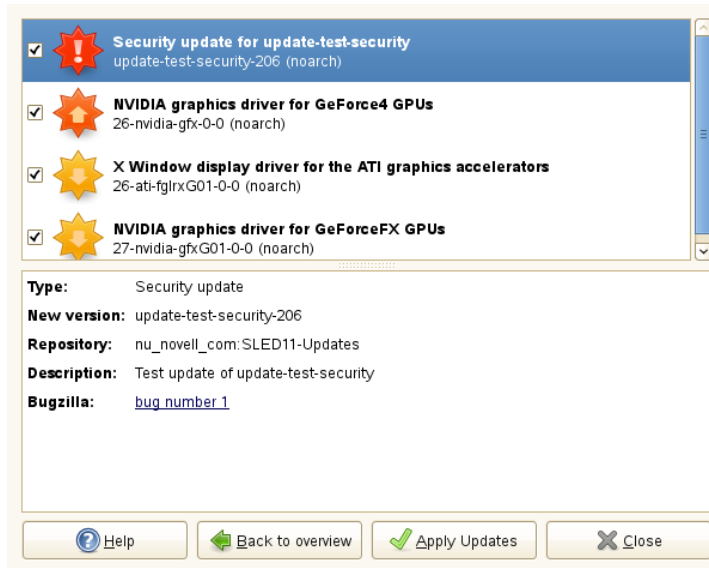 Security update for update-test-security
update-test-security-206 (noarch)
NVIDIA graphics driver for GeForce4 GPUs
26-nvidia-gfx-0-0 (noarch)
X Window display driver for the ATI graphics accelerators
26-ati-fglrxG01-0-0 (noarch)
NVIDIA graphics driver for GeForceFX GPUs
27-nvidia-gfxG01-0-0 (noarch)
Type: Security update
New version: update-test-security-206
Repository: nu_novell_com:SLED11-Updates
Description: Test update of update-test-security
Bugzilla: bug number 1
Help Back to overview Apply Updates Close